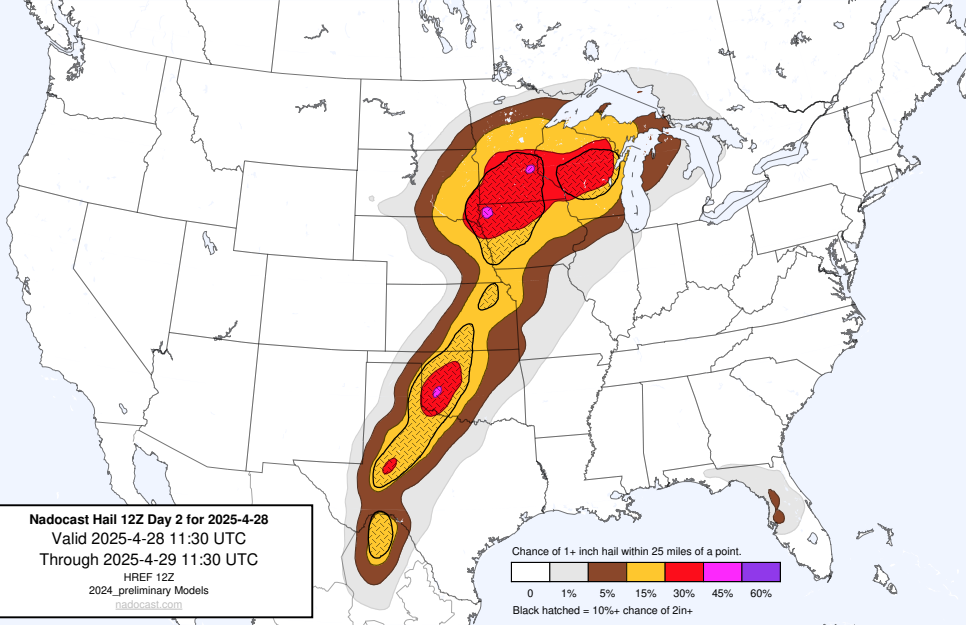 Nadocast Hail 12Z Day 2 for 2025-4-28
Valid 2025-4-28 11:30 UTC
Through 2025-4-29 11:30 UTC
HREF 12Z
2024_preliminary Models
nadocast.com
Chance of 1+ inch hail within 25 miles of a point.
0 1% 5% 15% 30% 45% 60%
Black hatched = 10%+ chance of 2in+